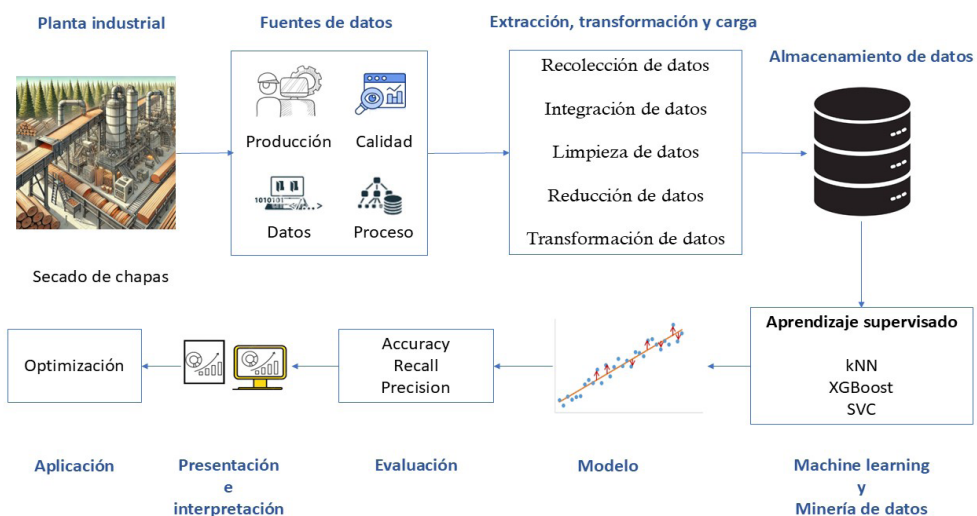 Planta industrial
Fuentes de datos
Extracción, transformación y carga
Almacenamiento de datos
Producción
Calidad
1010101
Datos
Proceso
Recolección de datos
Integración de datos
Limpieza de datos
Reducción de datos
Transformación de datos
Secado de chapas
Optimización
Accuracy
Recall
Precision
Aprendizaje supervisado
kNN
XGBoost
SVC
Aplicación
Presentación
e
interpretación
Evaluación
Modelo
Machine learning
y
Minería de datos